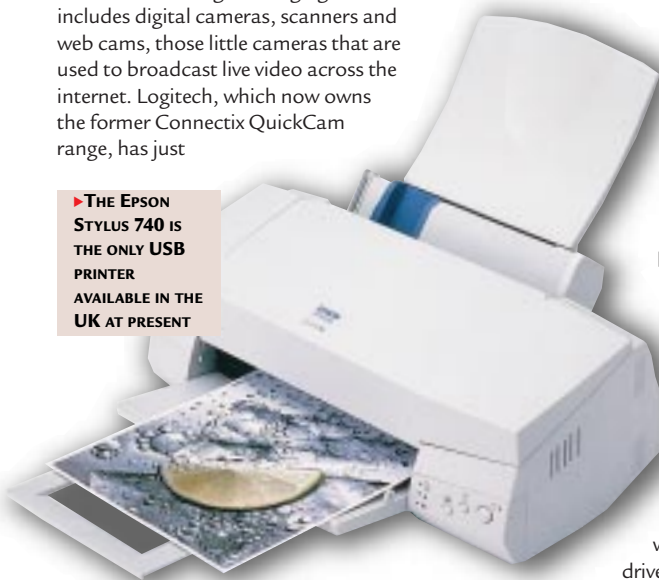 includes digital cameras, scanners and
web cams, those little cameras that are
used to broadcast live video across the
internet. Logitech, which now owns
the former Connectix QuickCam
range, has just
▶THE EPSON
STYLUS 740 IS
THE ONLY USB
PRINTER
AVAILABLE IN THE
UK AT PRESENT
drive